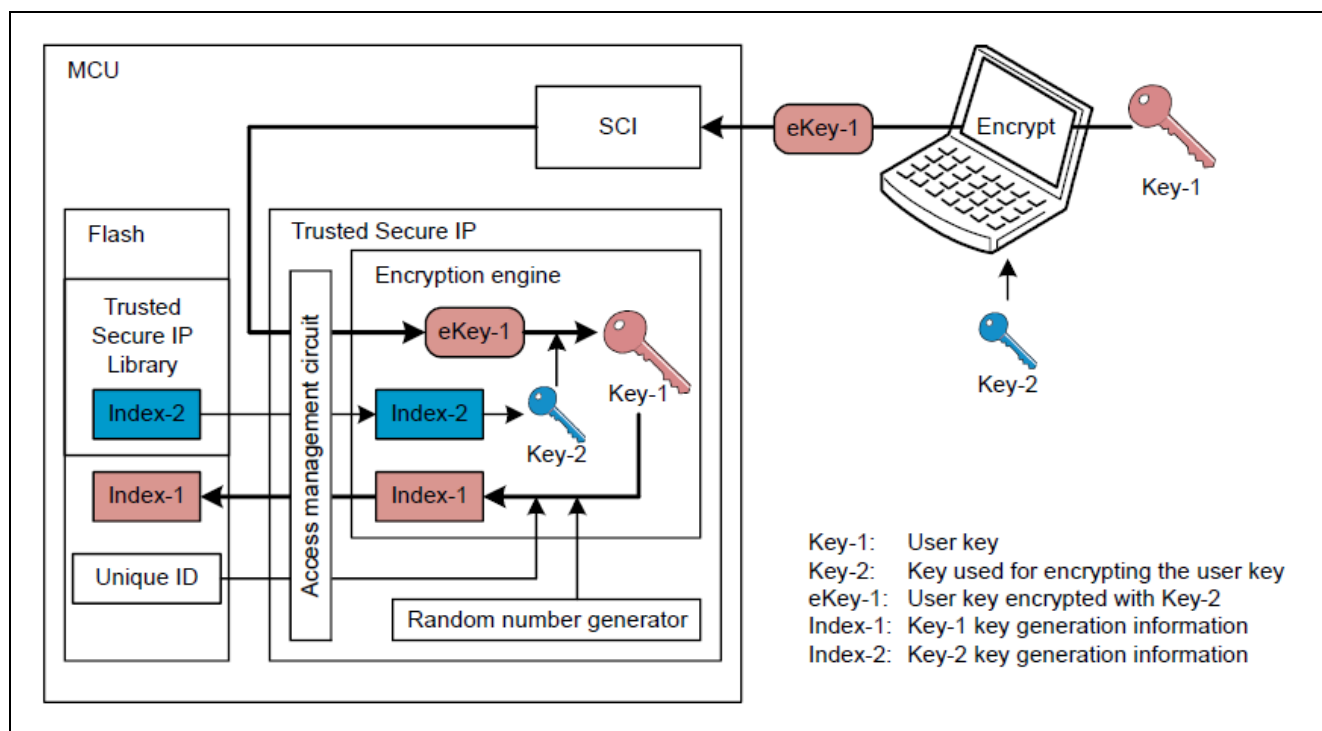 MCU
SCI
eKey-1
Encrypt
Key-1
Flash
Trusted Secure IP
Encryption engine
Trusted
Secure IP
Library
Access management circuit
eKey-1
Key-1
Key-2
Index-2
Index-2
Key-2
Index-1
Index-1
Unique ID
Random number generator
Key-1: User key
Key-2: Key used for encrypting the user key
eKey-1: User key encrypted with Key-2
Index-1: Key-1 key generation information
Index-2: Key-2 key generation information